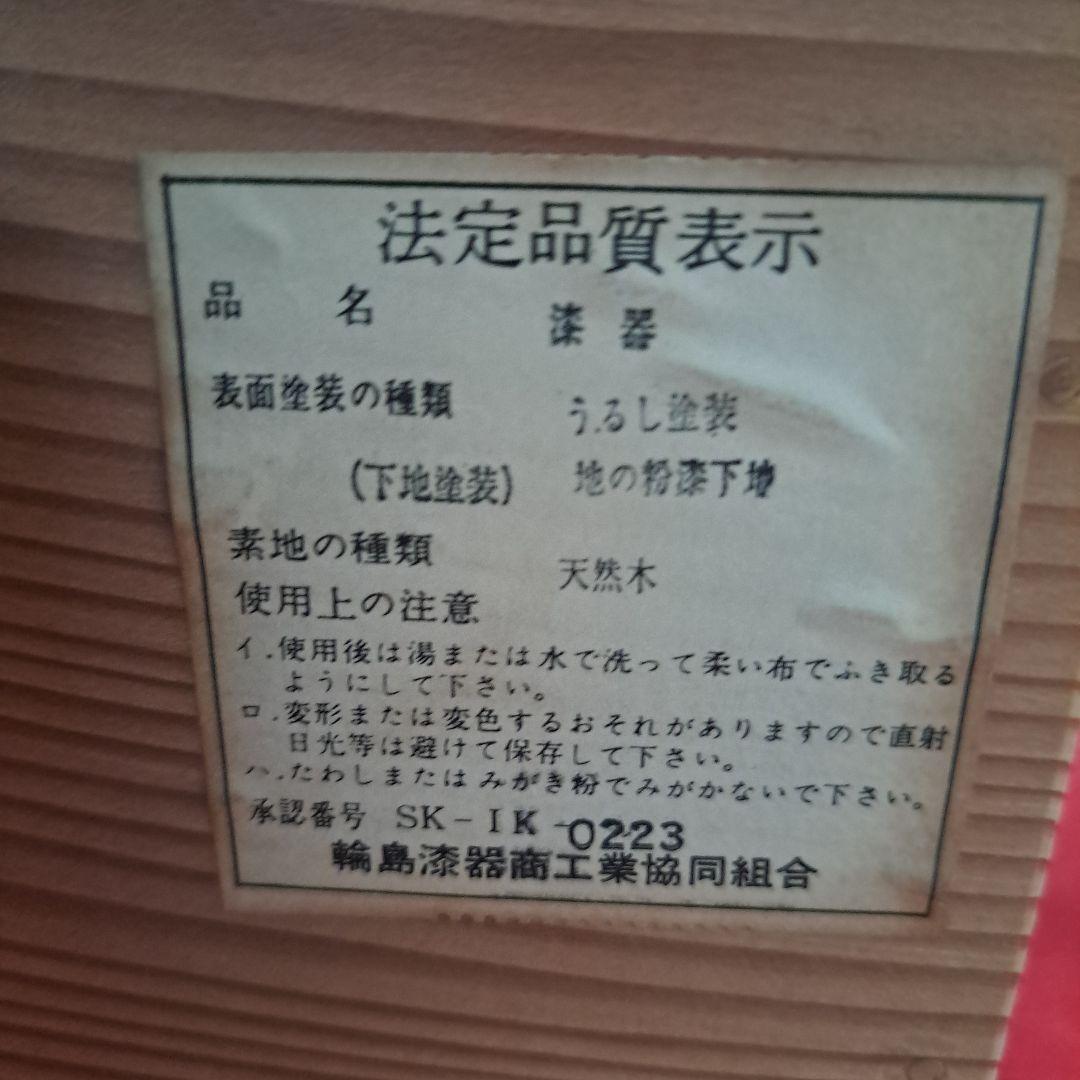 法定品質表示
品名 漆器
表面塗装の種類 うるし塗装
(下地塗装) 地の粉漆下地
素地の種類 天然木
使用上の注意
イ.使用後は湯または水で洗って柔い布でふき取る
ようにして下さい。
ロ.変形または変色するおそれがありますので直射
日光等は避けて保存して下さい。
ハ.たわしまたはみがき粉でみがかないで下さい。
承認番号 SK-IK-0223
輪島漆器商工業協同組合